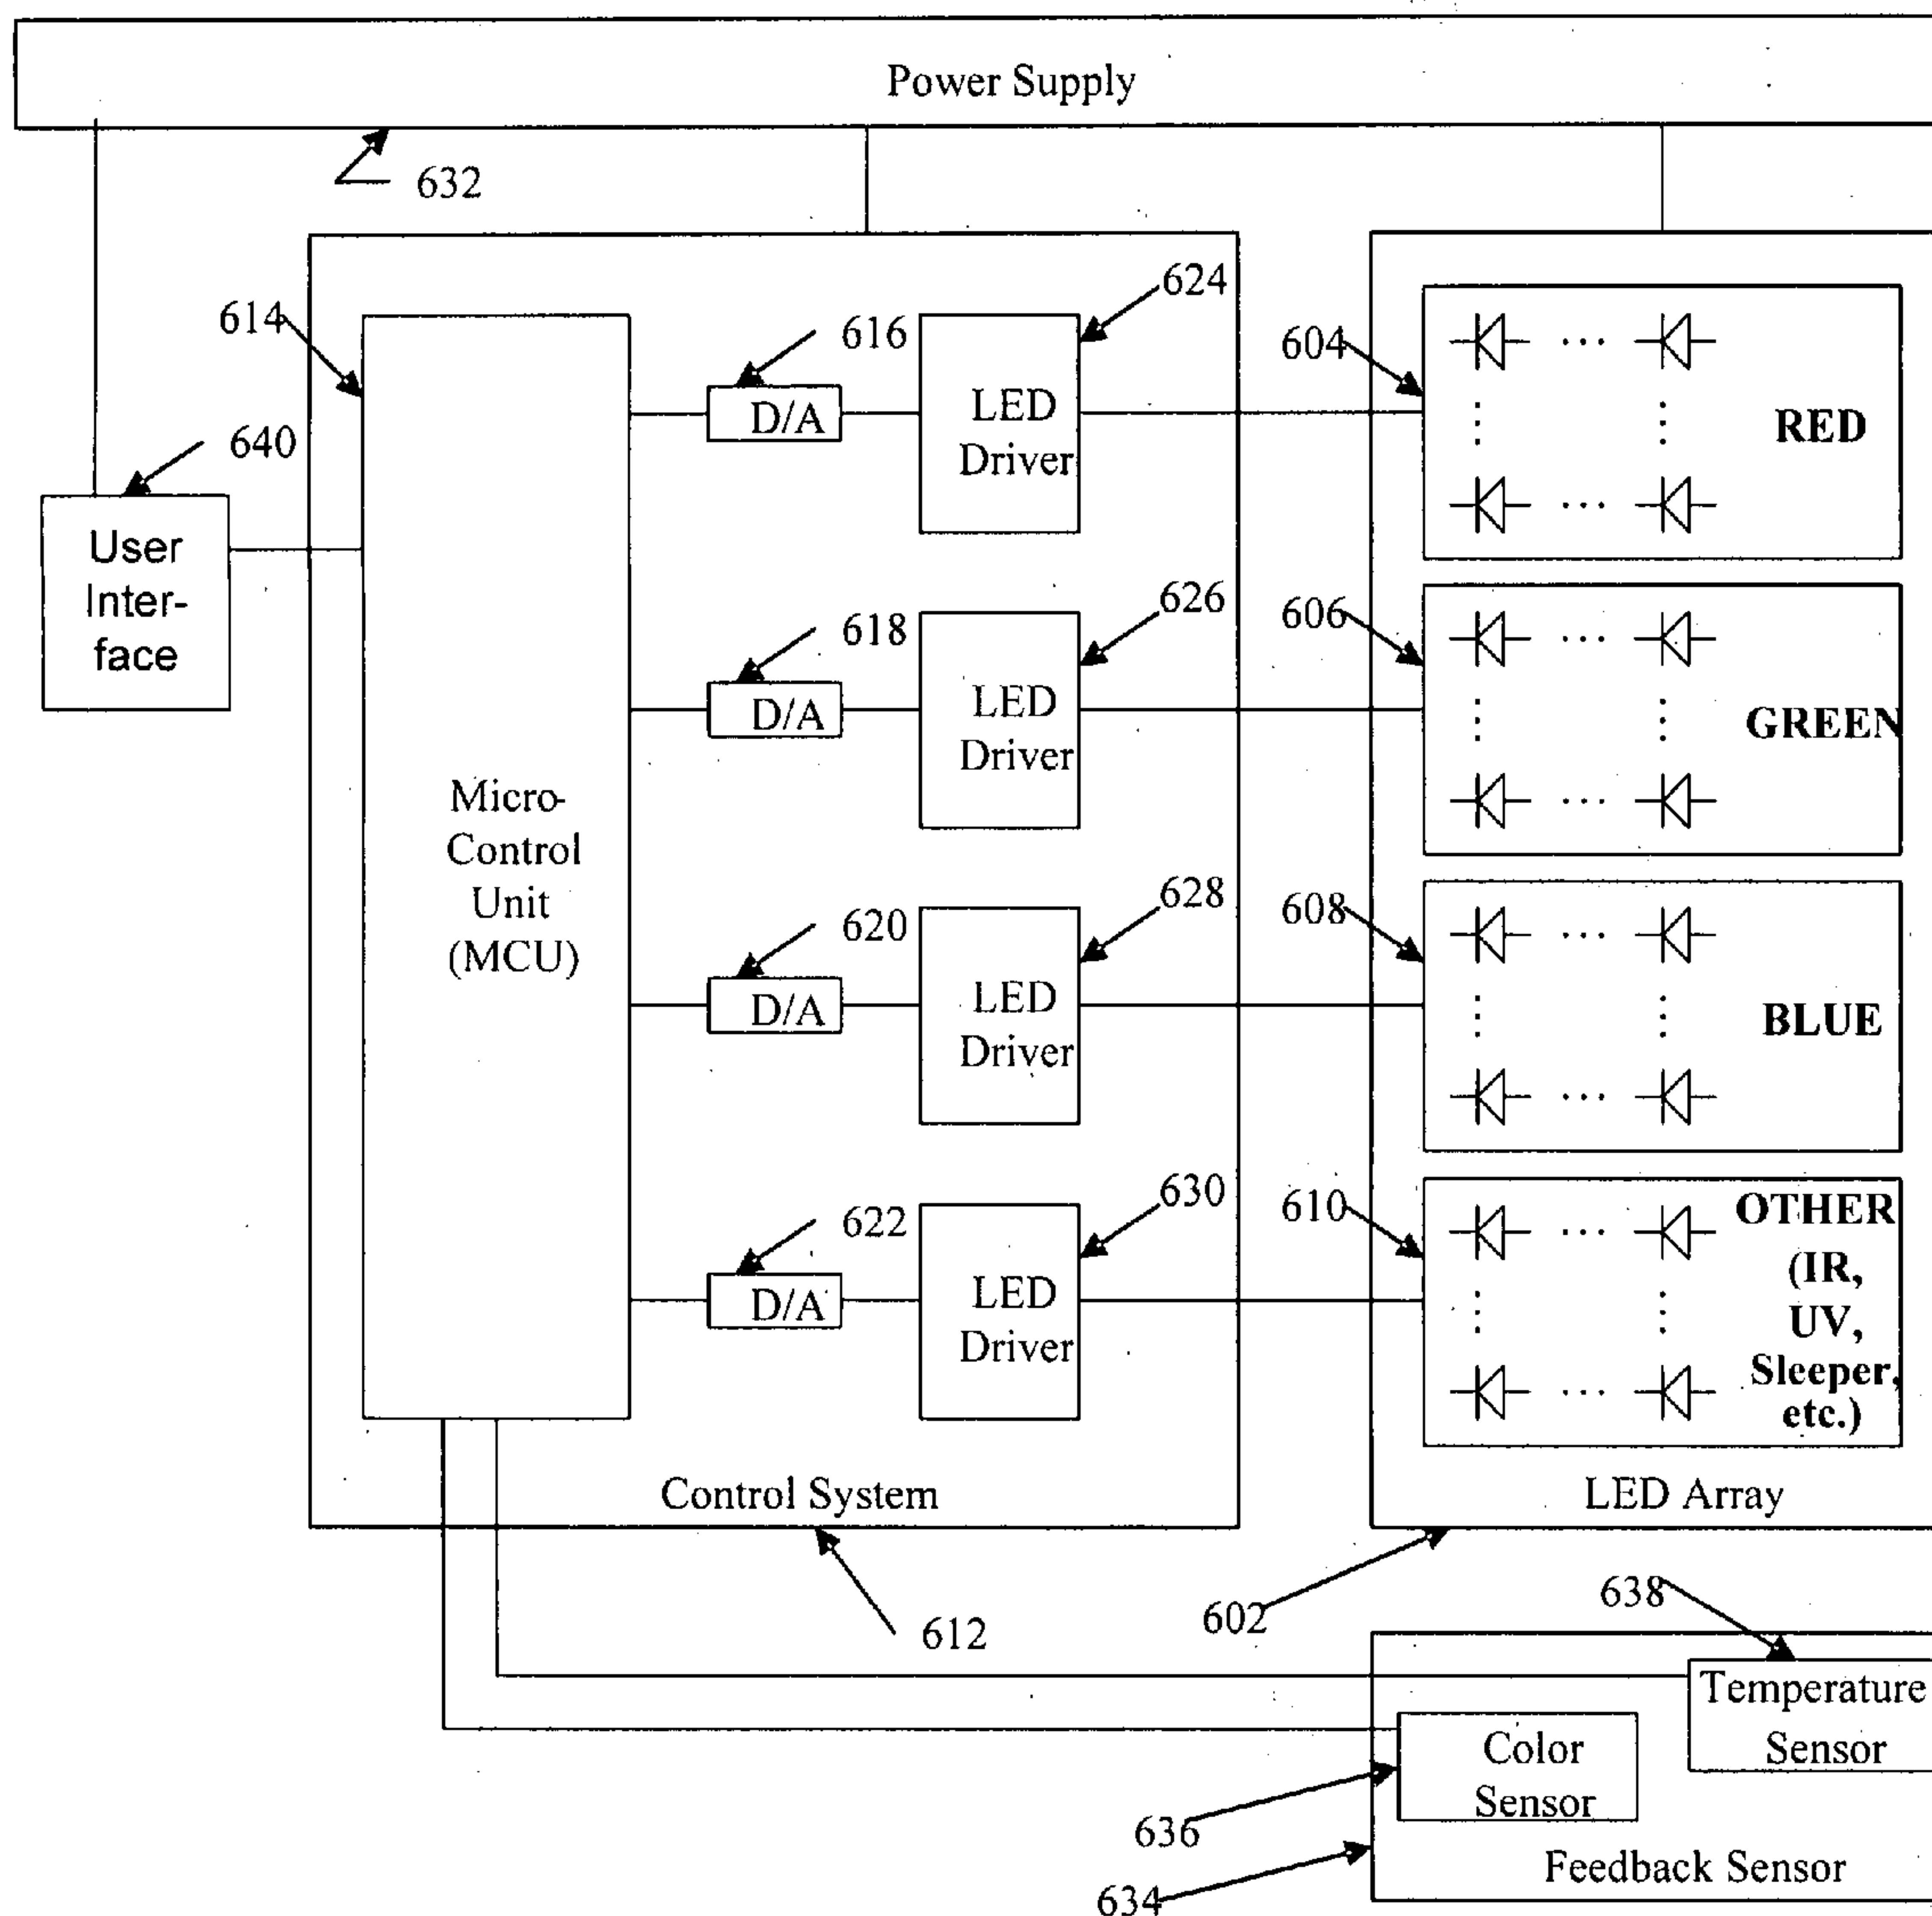 Power Supply
632
624
614
616
604
LED
Driver
D/A
RED
640
User
Inter-
face
626
618
606
LED
Driver
D/A
GREEN
Micro-
Control
Unit
(MCU)
628
620
608
LED
Driver
D/A
BLUE
630
622
610
LED
Driver
D/A
OTHER
(IR,
UV,
Sleeper,
etc.)
Control System
LED Array
638
602
612
Temperature
Sensor
Color
Sensor
636
Feedback Sensor
634